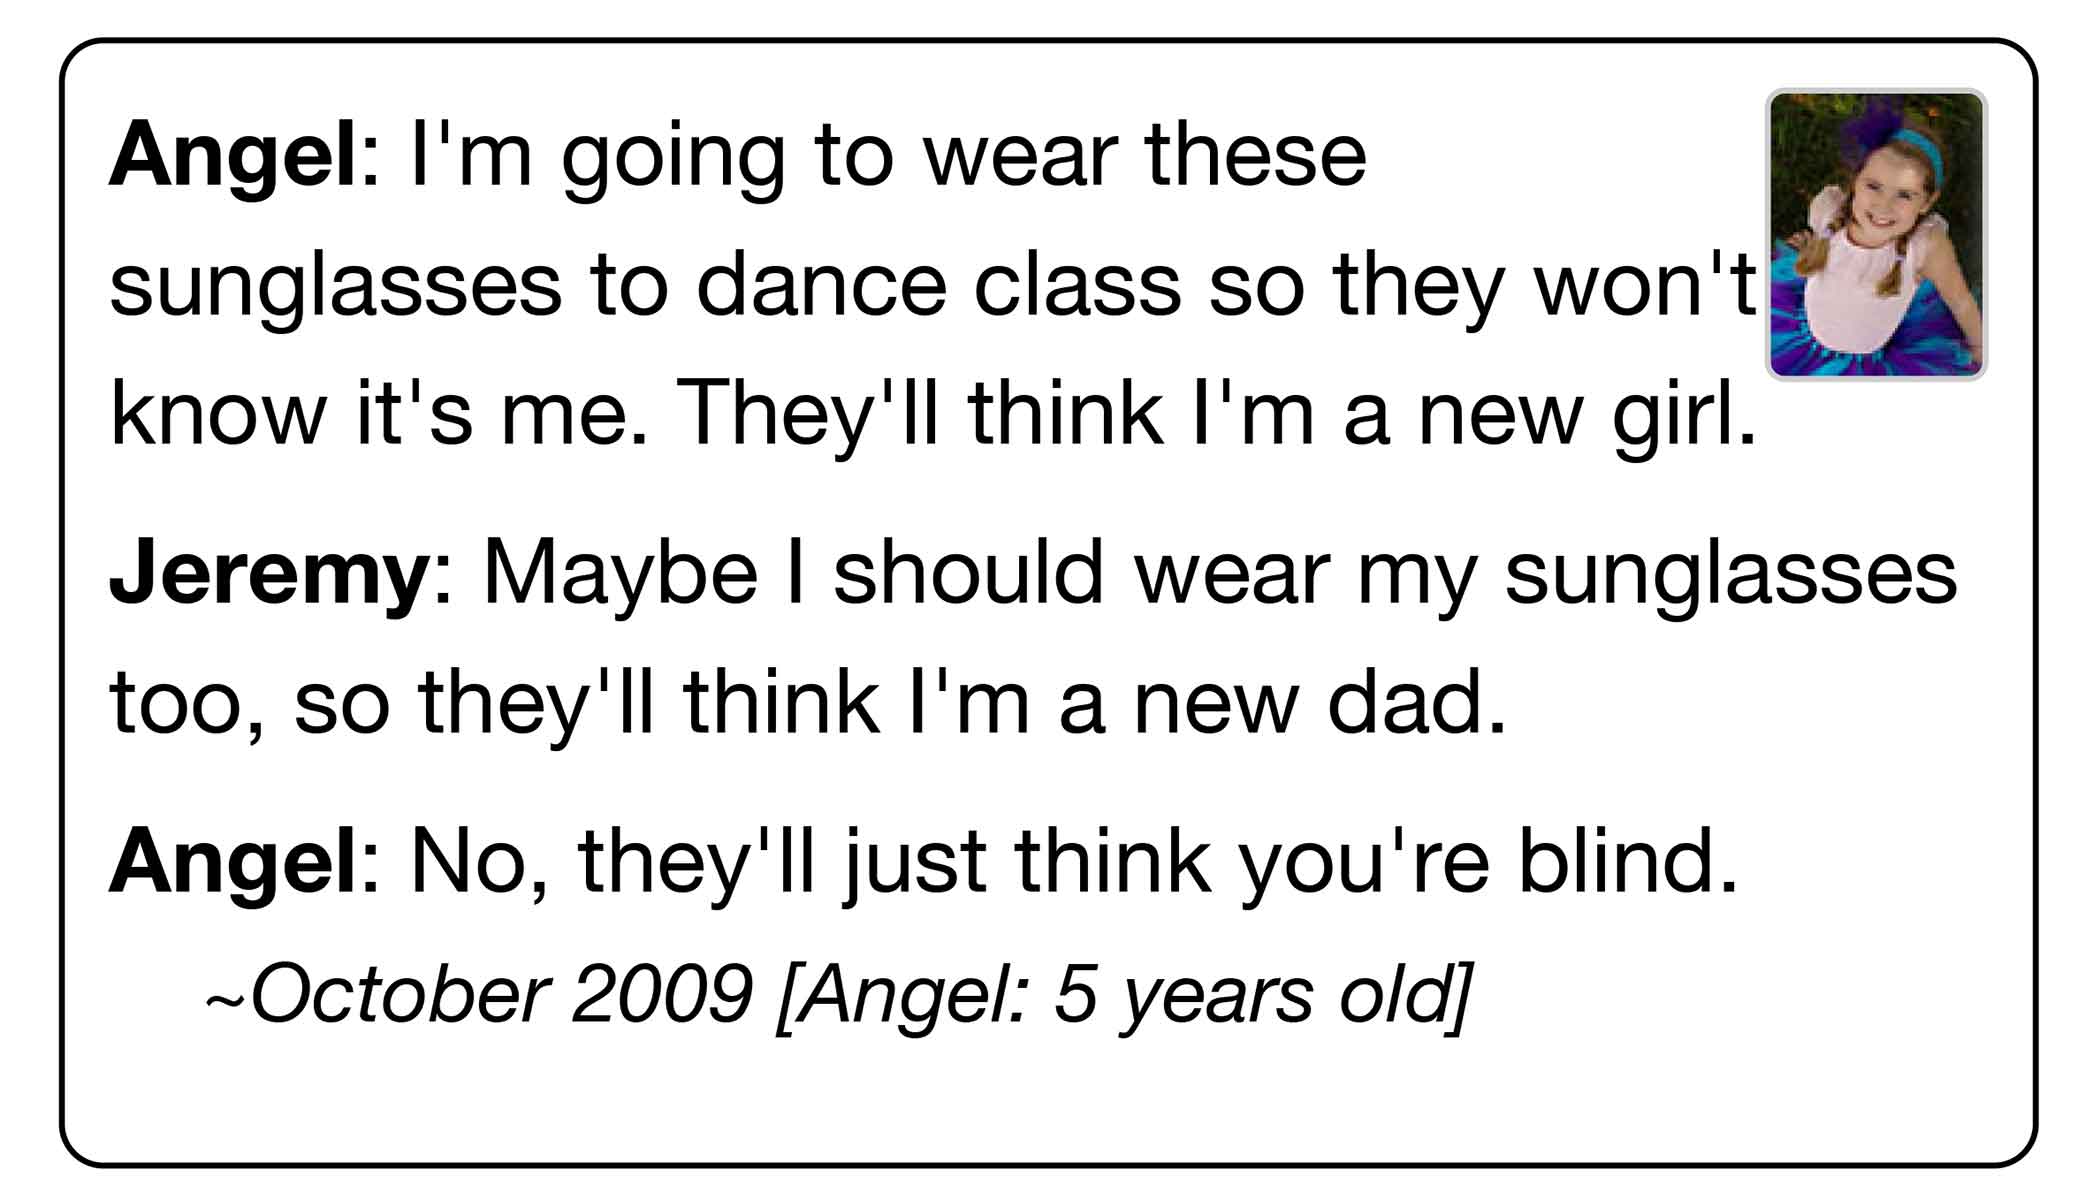 Angel: I'm going to wear these
sunglasses to dance class so they won't
know it's me. They'll think I'm a new girl.
Jeremy: Maybe I should wear my sunglasses
too, so they'll think I'm a new dad.
Angel: No, they'll just think you're blind.
~October 2009 [Angel: 5 years old]